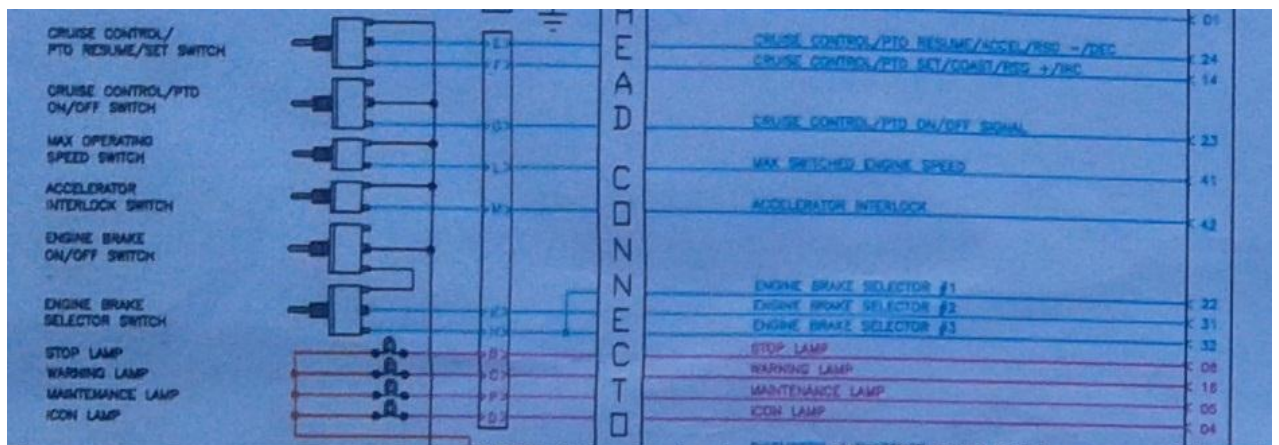 01
CRUISE CONTROL/
PTO RESUME/SET SWITCH
E
CRUISE CONTROL/PTO RESUME/ACCEL/RSG -/DEC
24
F
CRUISE CONTROL/PTO SET/COAST/RSG +/INC
14
CRUISE CONTROL/PTO
ON/OFF SWITCH
G
CRUISE CONTROL/PTO ON/OFF SIGNAL
23
MAX OPERATING
SPEED SWITCH
L
MAX SWITCHED ENGINE SPEED
41
ACCELERATOR
INTERLOCK SWITCH
M
ACCELERATOR INTERLOCK
42
ENGINE BRAKE
ON/OFF SWITCH
ENGINE BRAKE
SELECTOR SWITCH
ENGINE BRAKE SELECTOR #1
22
ENGINE BRAKE SELECTOR #2
31
ENGINE BRAKE SELECTOR #3
32
STOP LAMP
B
STOP LAMP
WARNING LAMP
C
WARNING LAMP
MAINTENANCE LAMP
P
MAINTENANCE LAMP
05
ICON LAMP
D
ICON LAMP
04
HEAD CONNECTO